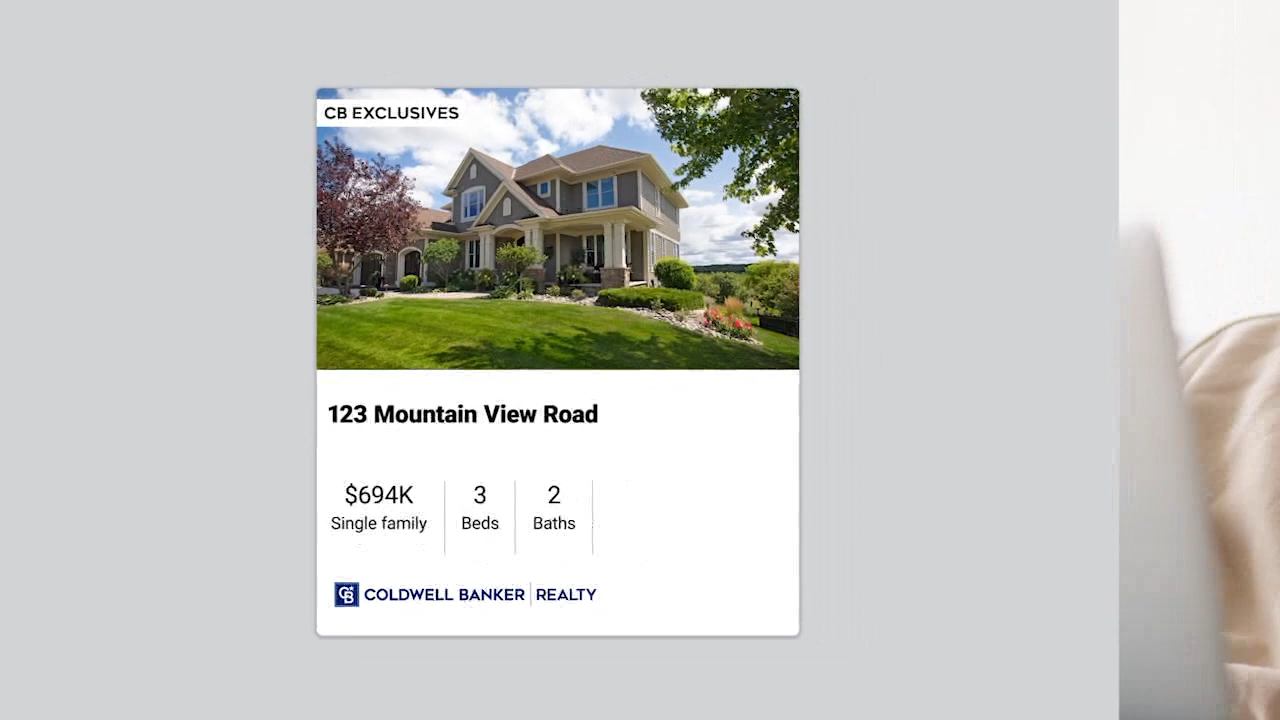 CB EXCLUSIVES
123 Mountain View Road
$694K 3 2
Single family Beds Baths
CB COLDWELL BANKER REALTY